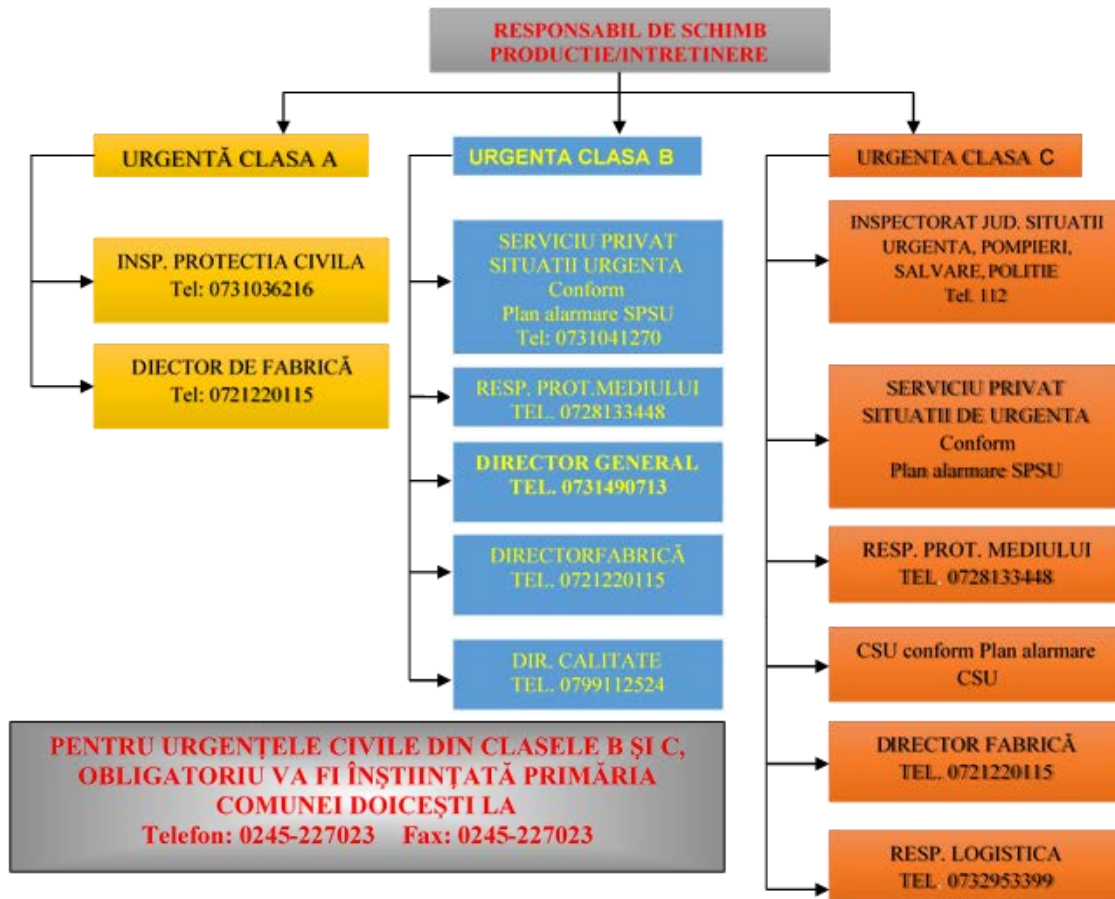 RESPONSABIL DE SCHIMB
PRODUCTIE/INTRETINERE
URGENTĂ CLASA A
INSP. PROTECTIA CIVILA
Tel: 0731036216
DIECTOR DE FABRICĂ
Tel: 0721220115
URGENTA CLASA B
SERVICIU PRIVAT
SITUATII URGENTA
Conform
Plan alarmare SPSU
Tel: 0731041270
RESP. PROT.MEDIULUI
TEL. 0728133448
DIRECTOR GENERAL
TEL. 0731490713
DIRECTORFABRICĂ
TEL. 0721220115
DIR. CALITATE
TEL. 0799112524
URGENTA CLASA C
INSPECTORAT JUD. SITUATII
URGENTA, POMPIERI,
SALVARE, POLITIE
Tel. 112
SERVICIU PRIVAT
SITUATII DE URGENTA
Conform
Plan alarmare SPSU
RESP. PROT. MEDIULUI
TEL. 0728133448
CSU conform Plan alarmare
CSU
DIRECTOR FABRICĂ
TEL. 0721220115
RESP. LOGISTICA
TEL. 0732953399
PENTRU URGENȚELE CIVILE DIN CLASELE B ȘI C,
OBLIGATORIU VA FI ÎNȘTIINȚATĂ PRIMĂRIA
COMUNEI DOICEȘTI LA
Telefon: 0245-227023 Fax: 0245-227023